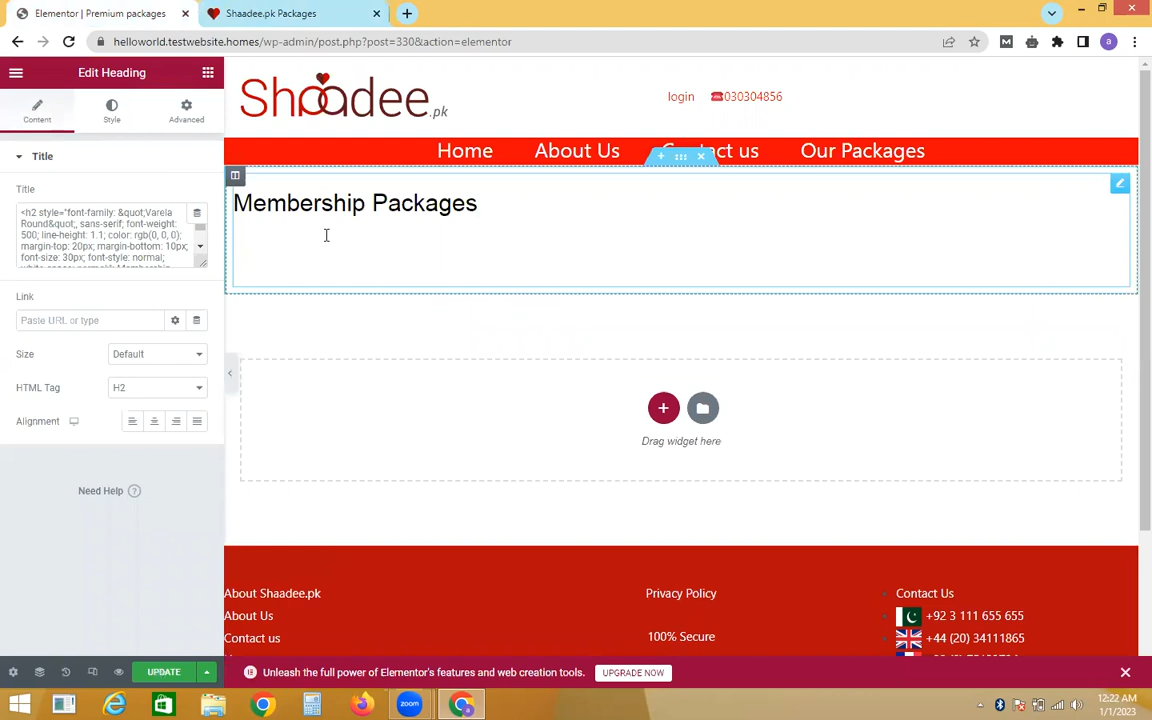 Elementor | Premium packages
Shaadee.pk Packages
helloworld.testwebsite.homes/wp-admin/post.php?post=330&action=elementor
M
a
Edit Heading
Content
Style
Advanced
Title
Title
<h2 style="font-family: &quot;Varela
Round&quot;, sans-serif; font-weight:
500; line-height: 1.1; color: rgb(0, 0, 0);
margin-top: 20px; margin-bottom: 10px;
font-size: 30px; font-style: normal;
Link
Paste URL or type
Size
Default
HTML Tag
H2
Alignment
Need Help
UPDATE
Shaadee.pk
login
030304856
Home
About Us
Contact us
Our Packages
Membership Packages
Drag widget here
About Shaadee.pk
About Us
Contact us
Privacy Policy
100% Secure
Contact Us
+92 3 111 655 655
+44 (20) 34111865
Unleash the full power of Elementor's features and web creation tools.
UPGRADE NOW
zoom
12:22 AM
1/1/2023